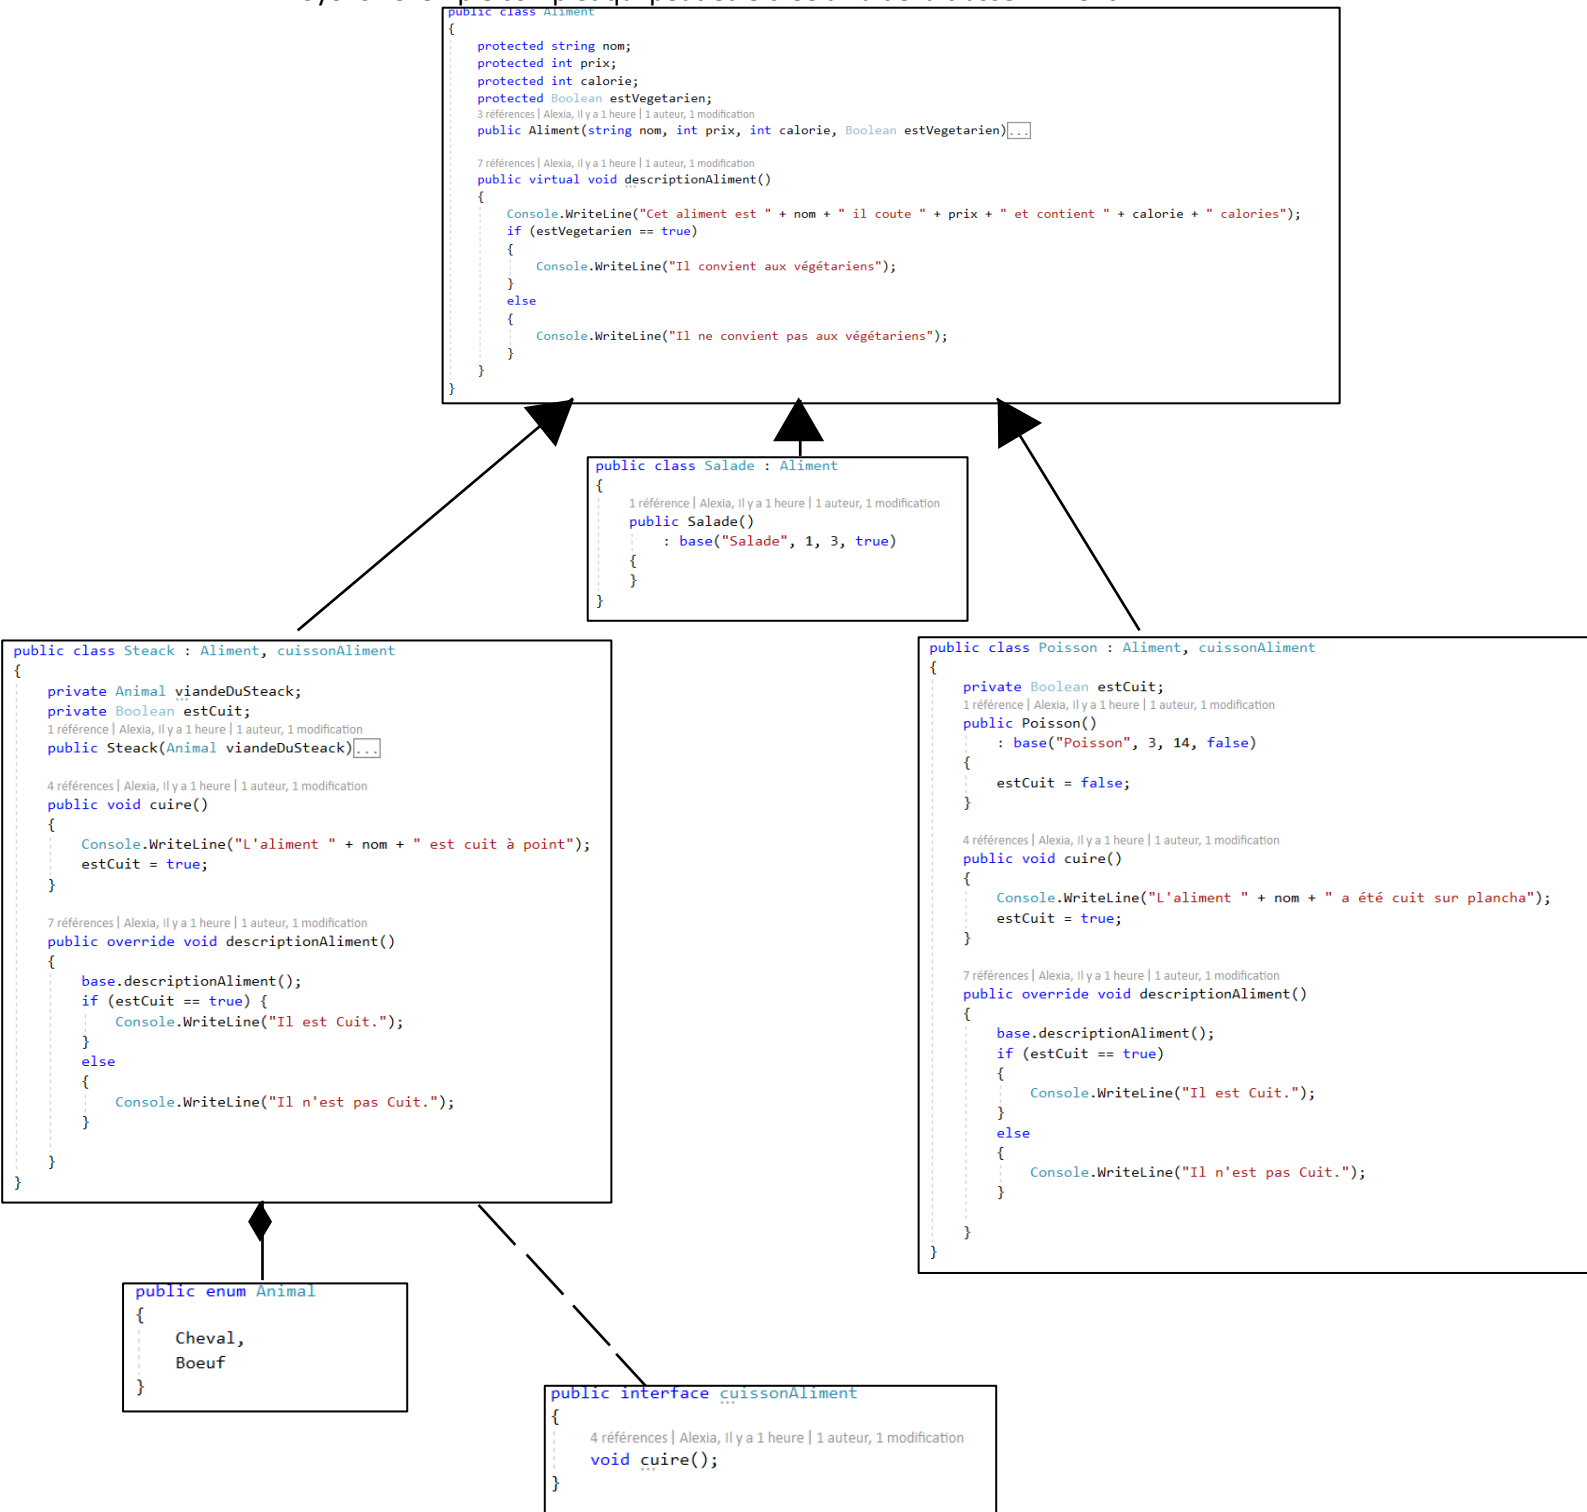 public class Aliment
{
protected string nom;
protected int prix;
protected int calorie;
protected Boolean estVegetarien;
3 références | Alexia, Il y a 1 heure | 1 auteur, 1 modification
public Aliment(string nom, int prix, int calorie, Boolean estVegetarien)...
7 références | Alexia, Il y a 1 heure | 1 auteur, 1 modification
public virtual void descriptionAliment()
{
Console.WriteLine("Cet aliment est " + nom + " il coute " + prix + " et contient " + calorie + " calories");
if (estVegetarien == true)
{
Console.WriteLine("Il convient aux végétariens");
}
else
{
Console.WriteLine("Il ne convient pas aux végétariens");
}
}
}
public class Salade : Aliment
{
1 référence | Alexia, Il y a 1 heure | 1 auteur, 1 modification
public Salade()
: base("Salade", 1, 3, true)
{
}
}
public class Steack : Aliment, cuissonAliment
{
private Animal viandeDuSteack;
private Boolean estCuit;
1 référence | Alexia, Il y a 1 heure | 1 auteur, 1 modification
public Steack(Animal viandeDuSteack)...
4 références | Alexia, Il y a 1 heure | 1 auteur, 1 modification
public void cuire()
{
Console.WriteLine("L'aliment " + nom + " est cuit à point");
estCuit = true;
}
7 références | Alexia, Il y a 1 heure | 1 auteur, 1 modification
public override void descriptionAliment()
{
base.descriptionAliment();
if (estCuit == true) {
Console.WriteLine("Il est Cuit.");
}
else
{
Console.WriteLine("Il n'est pas Cuit.");
}
}
}
public class Poisson : Aliment, cuissonAliment
{
private Boolean estCuit;
1 référence | Alexia, Il y a 1 heure | 1 auteur, 1 modification
public Poisson()
: base("Poisson", 3, 14, false)
{
estCuit = false;
}
4 références | Alexia, Il y a 1 heure | 1 auteur, 1 modification
public void cuire()
{
Console.WriteLine("L'aliment " + nom + " a été cuit sur plancha");
estCuit = true;
}
7 références | Alexia, Il y a 1 heure | 1 auteur, 1 modification
public override void descriptionAliment()
{
base.descriptionAliment();
if (estCuit == true)
{
Console.WriteLine("Il est Cuit.");
}
else
{
Console.WriteLine("Il n'est pas Cuit.");
}
}
}
public enum Animal
{
Cheval,
Boeuf
}
public interface cuissonAliment
{
4 références | Alexia, Il y a 1 heure | 1 auteur, 1 modification
void cuire();
}